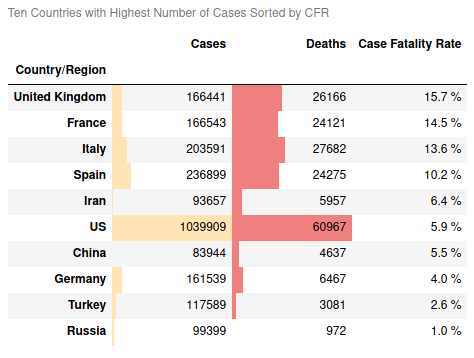 Ten Countries with Highest Number of Cases Sorted by CFR
Cases Deaths Case Fatality Rate
Country/Region
United Kingdom 166441 26166 15.7 %
France 166543 24121 14.5 %
Italy 203591 27682 13.6 %
Spain 236899 24275 10.2 %
Iran 93657 5957 6.4 %
US 1039909 60967 5.9 %
China 83944 4637 5.5 %
Germany 161539 6467 4.0 %
Turkey 117589 3081 2.6 %
Russia 99399 972 1.0 %